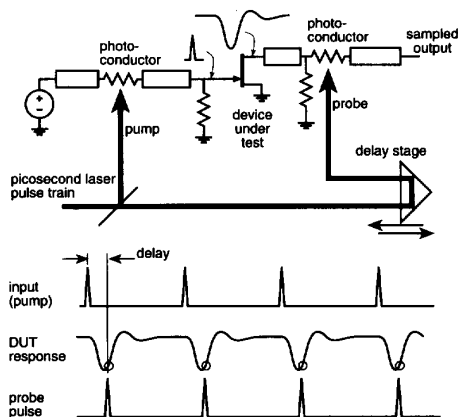 photo-
conductor
photo-
conductor
sampled
output
+
−
pump
device
under
test
probe
delay stage
picosecond laser
pulse train
delay
input
(pump)
DUT
response
probe
pulse